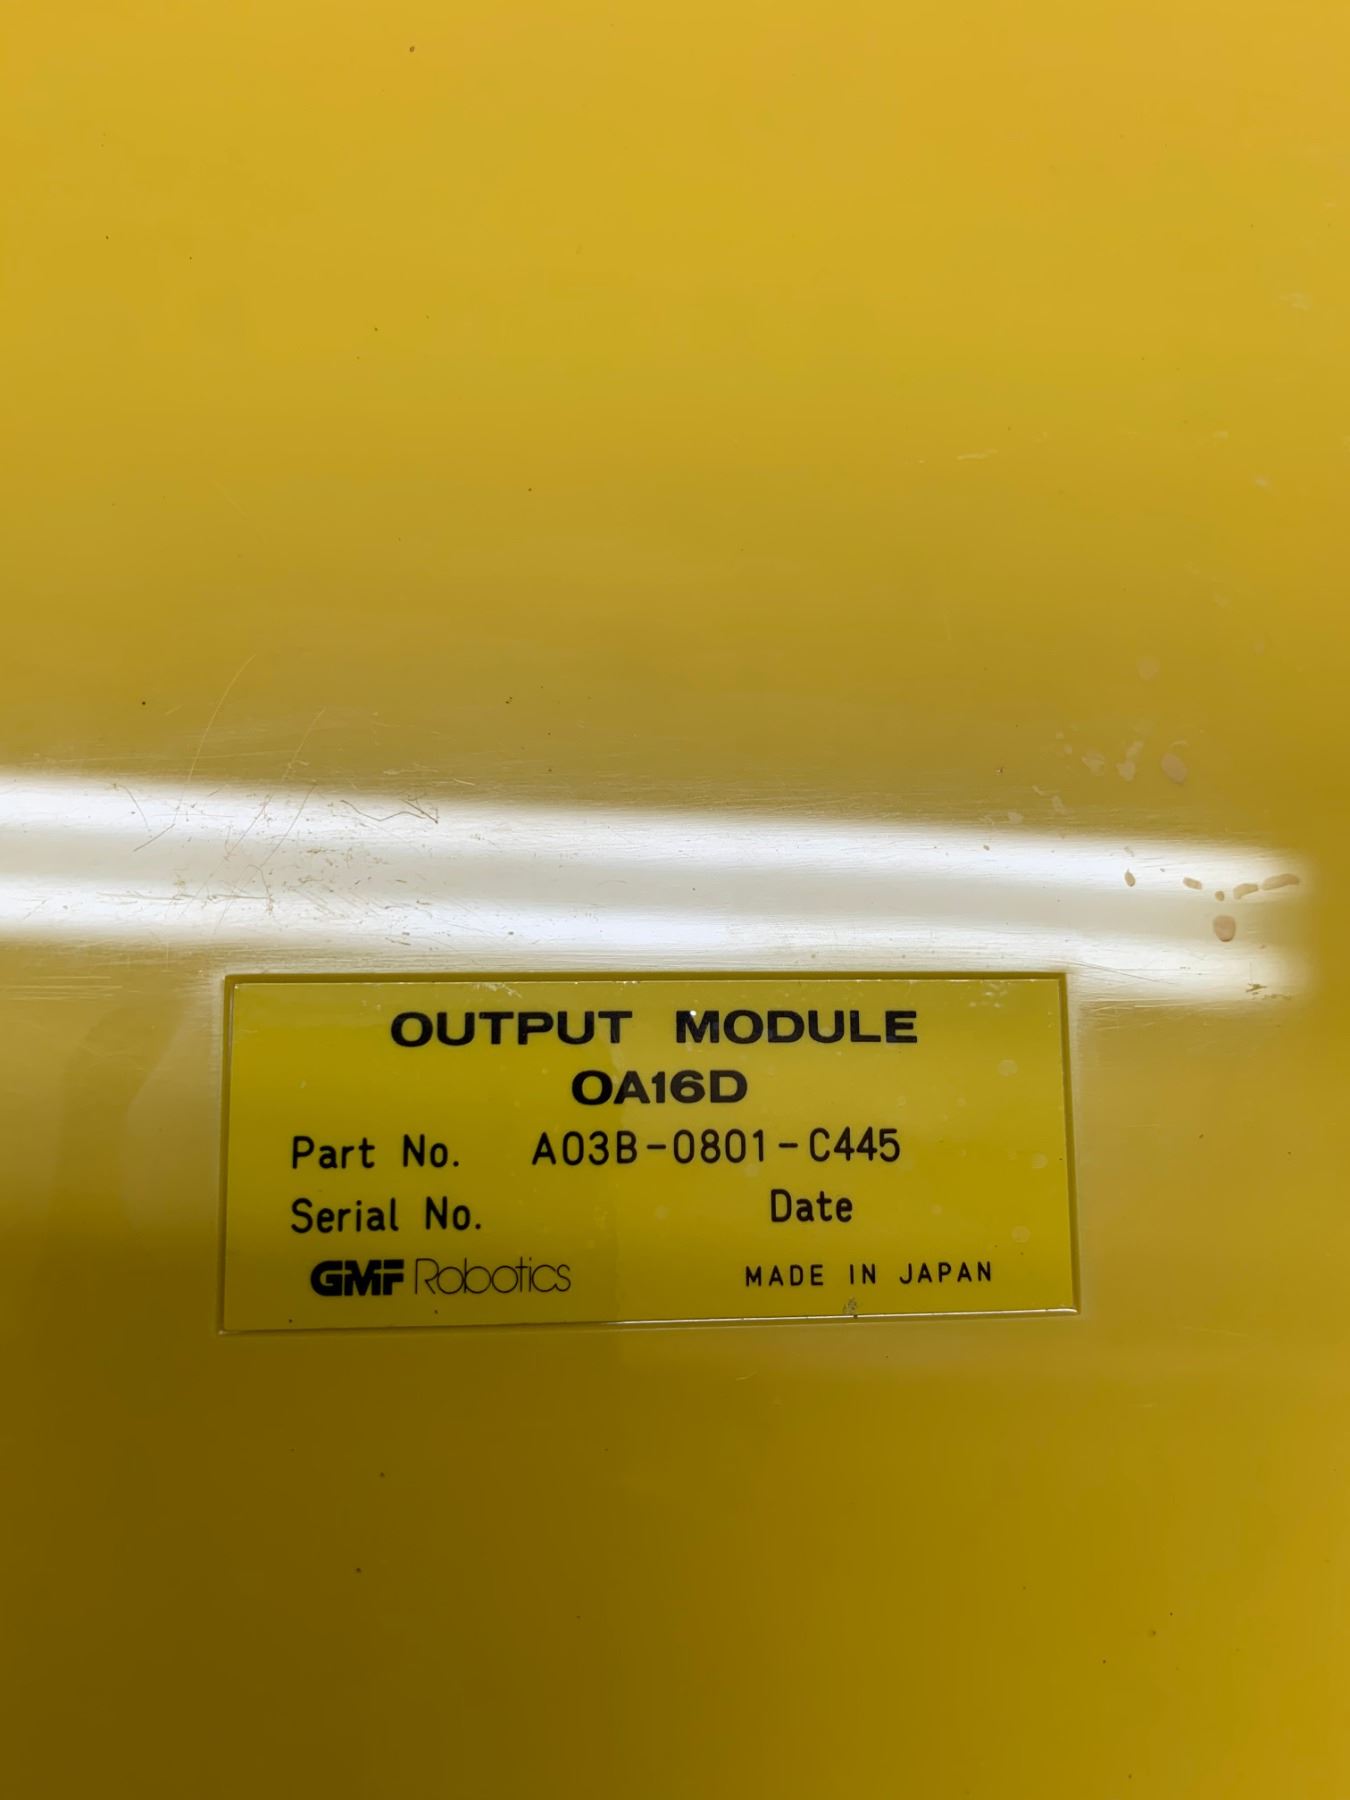 OUTPUT MODULE
OA16D
Part No. A03B-0801-C445
Serial No. Date
GMF Robotics MADE IN JAPAN